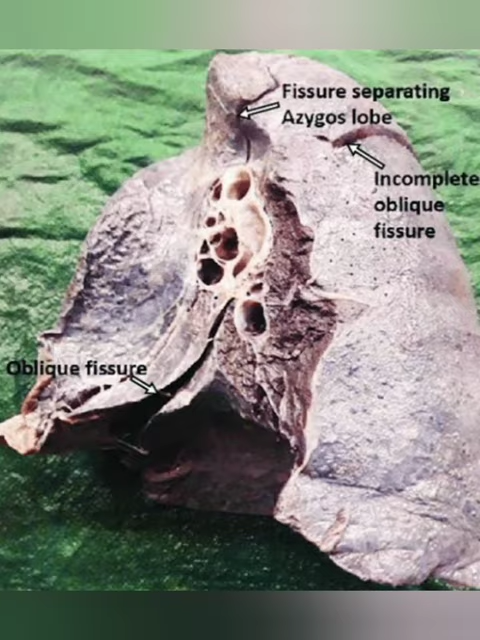 Fissure separating
Azygos lobe
Incomplete
oblique
fissure
Oblique fissure